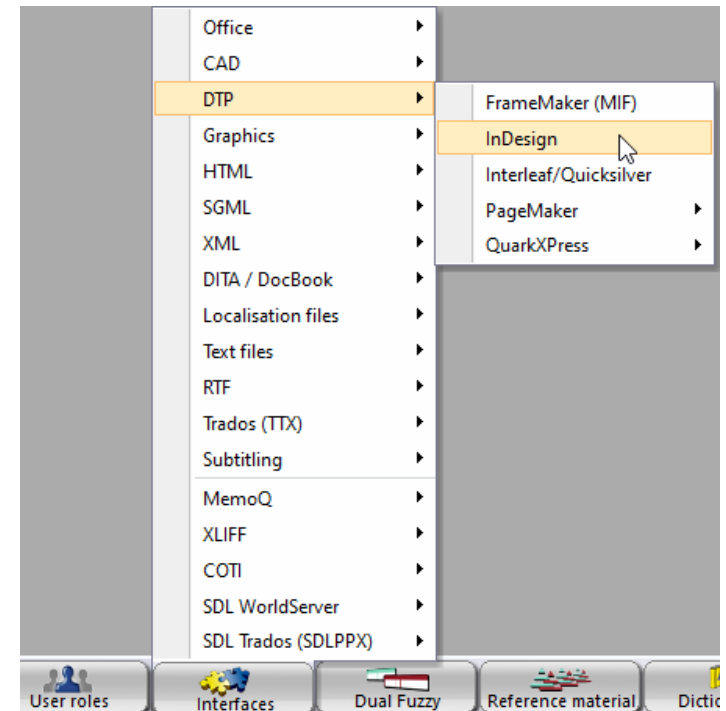 Office
CAD
DTP
Graphics
HTML
SGML
XML
DITA / DocBook
Localisation files
Text files
RTF
Trados (TTX)
Subtitling
MemoQ
XLIFF
COTI
SDL WorldServer
SDL Trados (SDLPPX)
FrameMaker (MIF)
InDesign
Interleaf/Quicksilver
PageMaker
QuarkXPress
User roles
Interfaces
Dual Fuzzy
Reference material